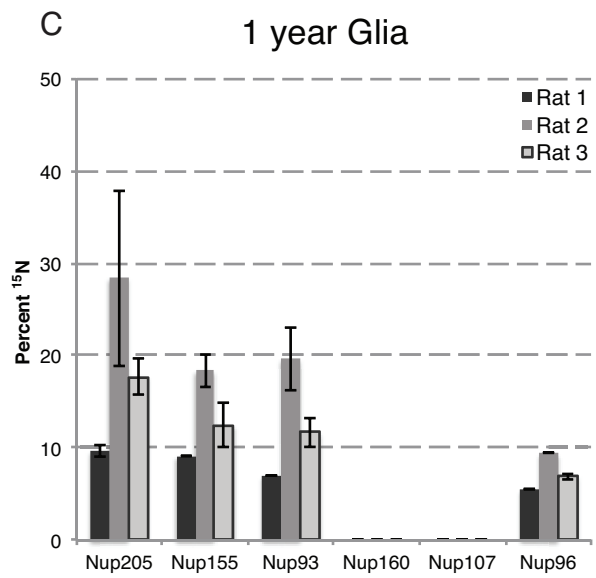 C
1 year Glia
50
40
30
20
10
0
Percent ¹⁵N
Rat 1
Rat 2
Rat 3
Nup205 Nup155 Nup93 Nup160 Nup107 Nup96